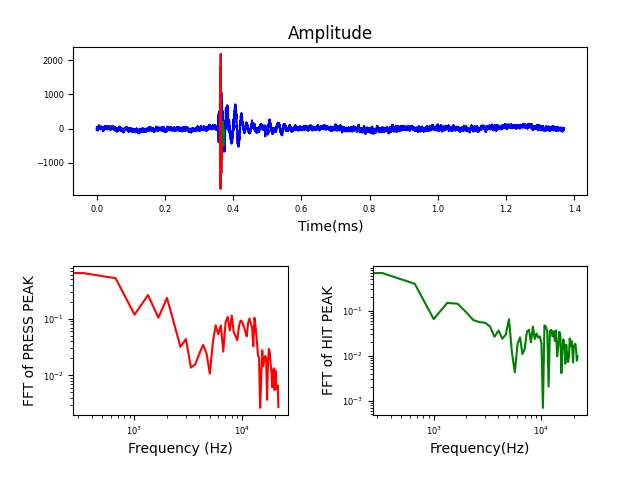 Amplitude
2000
1000
0
−1000
0.0 0.2 0.4 0.6 0.8 1.0 1.2 1.4
Time(ms)
FFT of PRESS PEAK
10⁻¹
10⁻²
10³ 10⁴
Frequency (Hz)
FFT of HIT PEAK
10⁻¹
10⁻²
10⁻³
10³ 10⁴
Frequency(Hz)